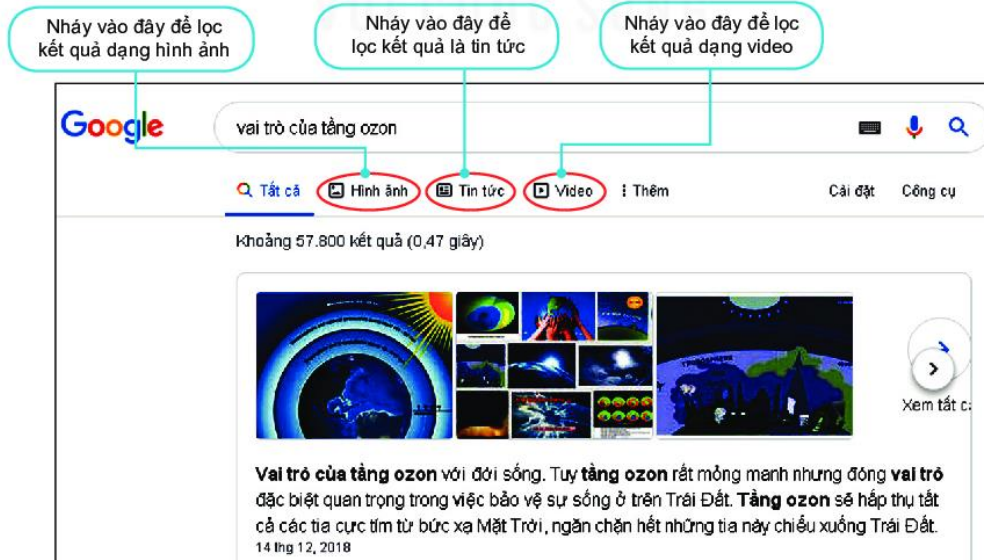 Nháy vào đây để lọc
kết quả dạng hình ảnh
Nháy vào đây để
lọc kết quả là tin tức
Nháy vào đây để lọc
kết quả dạng video
Google
vai trò của tầng ozon
Tất cả Hình ảnh Tin tức Video Thêm Cài đặt Công cụ
Khoảng 57.800 kết quả (0,47 giây)
Xem tất cả
Vai trò của tầng ozon với đời sống. Tuy tầng ozon rất mỏng manh nhưng đóng vai trò
đặc biệt quan trọng trong việc bảo vệ sự sống ở trên Trái Đất. Tầng ozon sẽ hấp thụ tất
cả các tia cực tím từ bức xạ Mặt Trời, ngăn chặn hết những tia này chiếu xuống Trái Đất.
14 thg 12, 2018